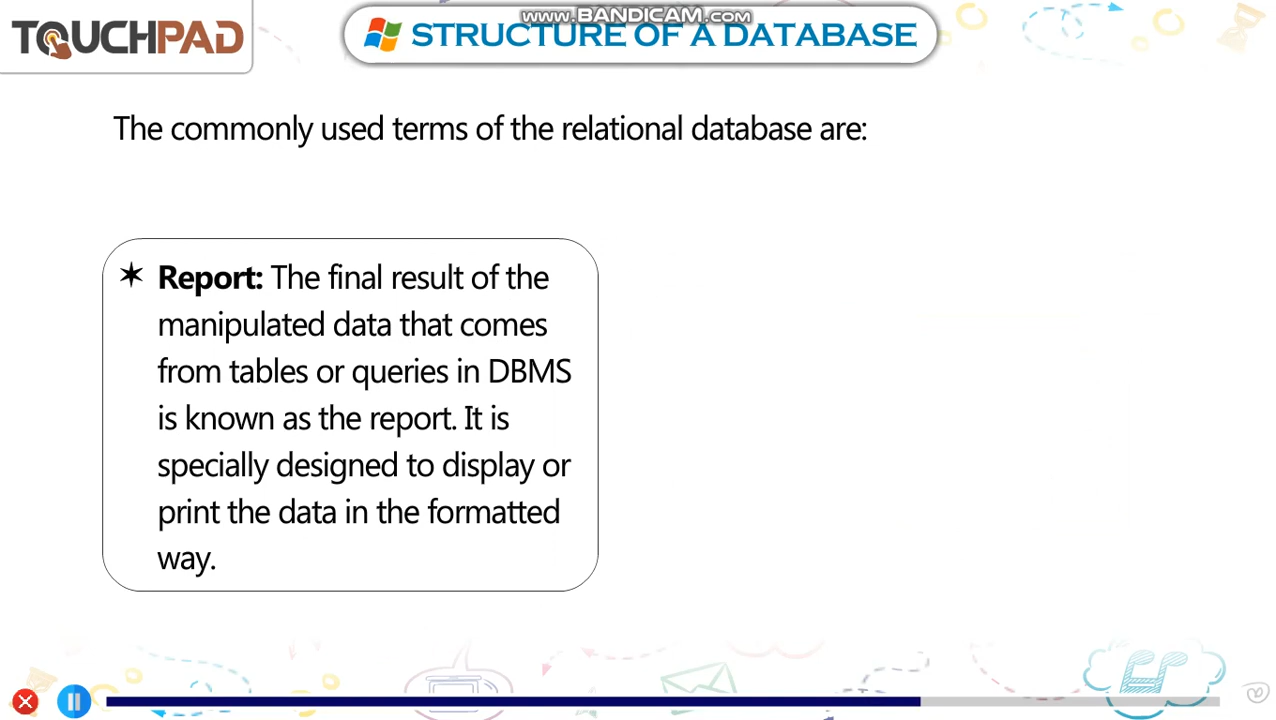 www.BANDICAM.com
TOUCHPAD
STRUCTURE OF A DATABASE
The commonly used terms of the relational database are:
✶ Report: The final result of the
manipulated data that comes
from tables or queries in DBMS
is known as the report. It is
specially designed to display or
print the data in the formatted
way.